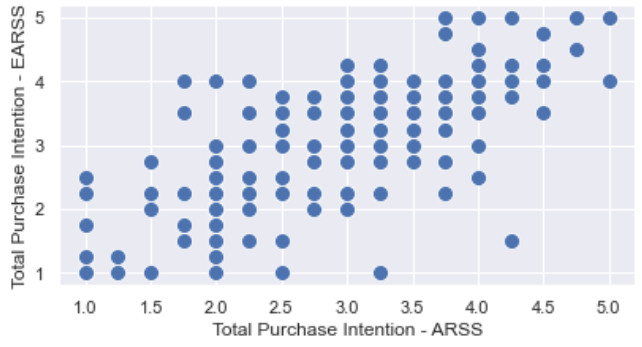 Total Purchase Intention - EARSS
5
4
3
2
1
1.0 1.5 2.0 2.5 3.0 3.5 4.0 4.5 5.0
Total Purchase Intention - ARSS